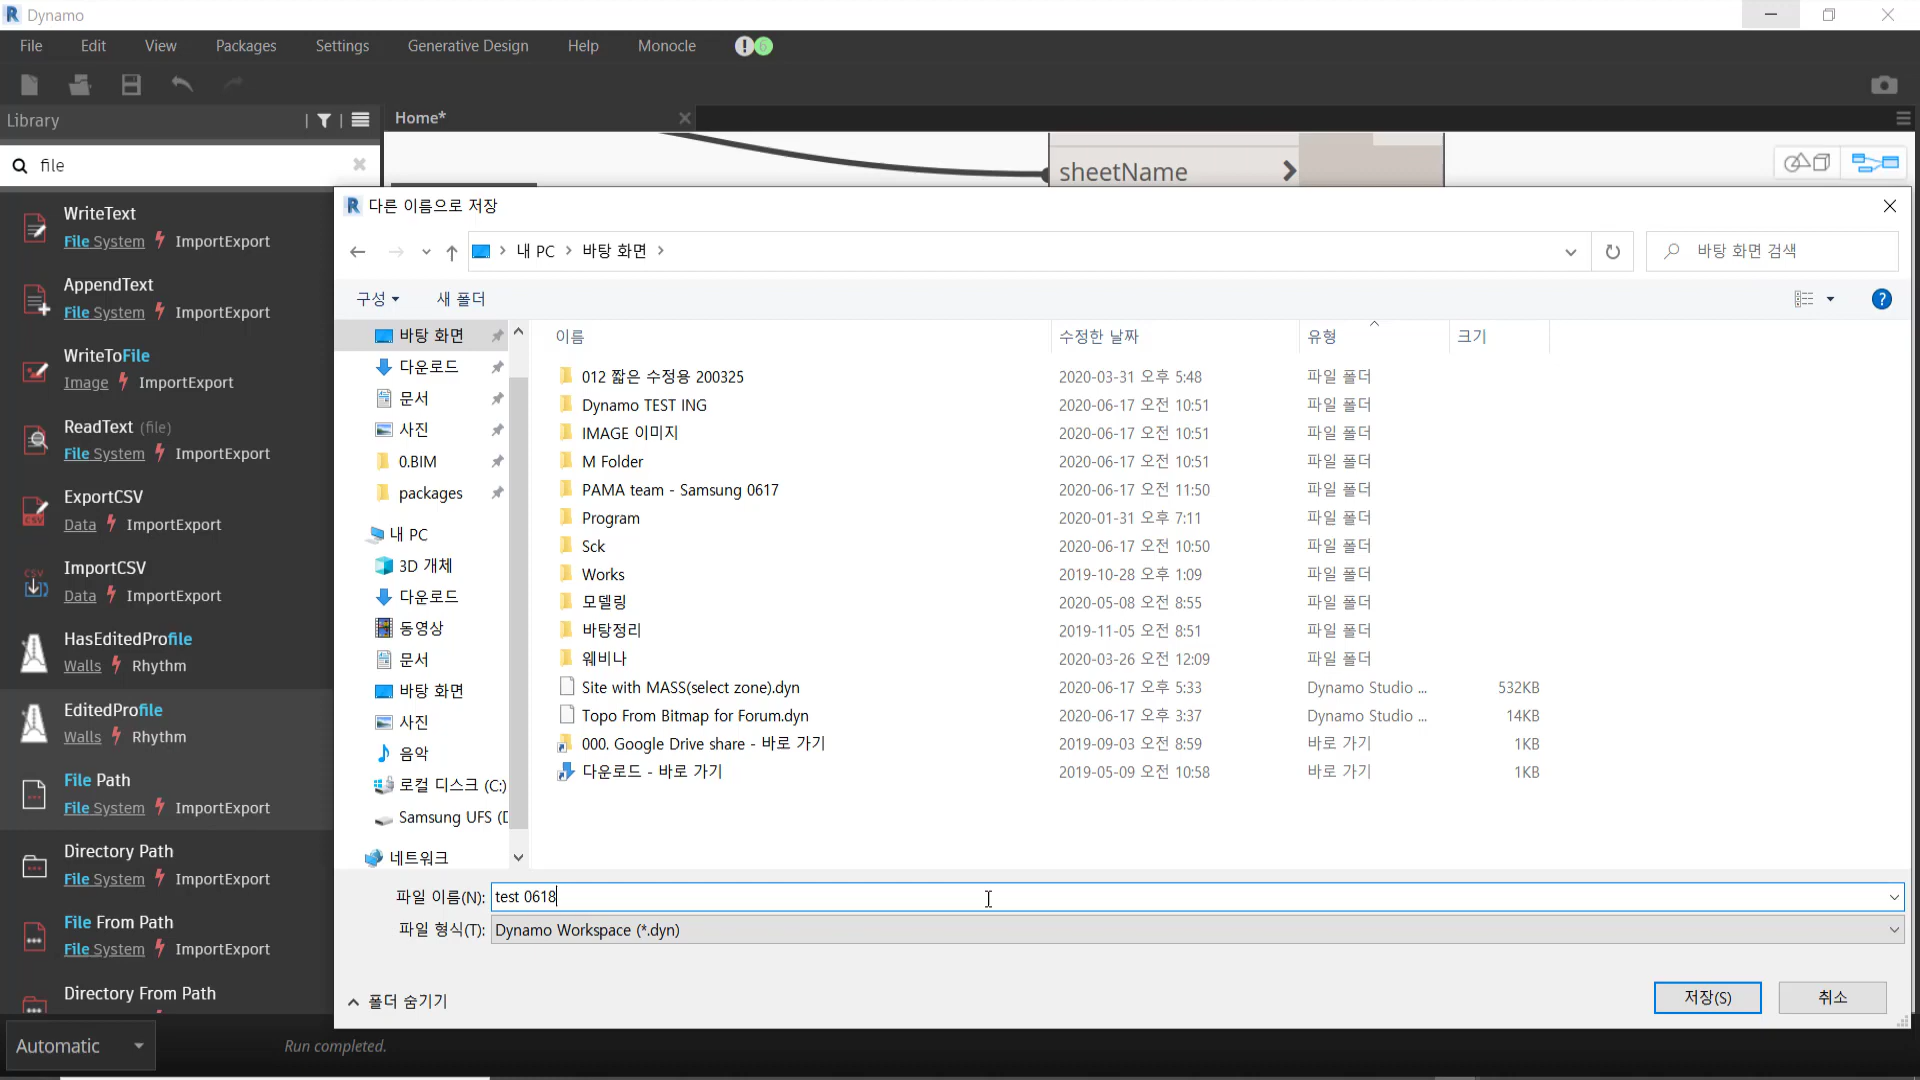 Dynamo
File Edit View Packages Settings Generative Design Help Monocle ! 6
Library
Home*
file
sheetName
WriteText
File System ImportExport
AppendText
File System ImportExport
WriteToFile
Image ImportExport
ReadText (file)
File System ImportExport
ExportCSV
Data ImportExport
ImportCSV
Data ImportExport
HasEditedProfile
Walls Rhythm
EditedProfile
Walls Rhythm
File Path
File System ImportExport
Directory Path
File System ImportExport
File From Path
File System ImportExport
Directory From Path
Automatic
Run completed.
다른 이름으로 저장
내 PC 바탕 화면
바탕 화면 검색
구성 새 폴더
바탕 화면
다운로드
문서
사진
0.BIM
packages
내 PC
3D 개체
다운로드
동영상
문서
바탕 화면
사진
음악
로컬 디스크 (C:)
Samsung UFS (D
네트워크
이름 수정한 날짜 유형 크기
012 짧은 수정용 200325 2020-03-31 오후 5:48 파일 폴더
Dynamo TEST ING 2020-06-17 오전 10:51 파일 폴더
IMAGE 이미지 2020-06-17 오전 10:51 파일 폴더
M Folder 2020-06-17 오전 10:51 파일 폴더
PAMA team - Samsung 0617 2020-06-17 오전 11:50 파일 폴더
Program 2020-01-31 오후 7:11 파일 폴더
Sck 2020-06-17 오전 10:50 파일 폴더
Works 2019-10-28 오후 1:09 파일 폴더
모델링 2020-05-08 오전 8:55 파일 폴더
바탕정리 2019-11-05 오전 8:51 파일 폴더
웨비나 2020-03-26 오전 12:09 파일 폴더
Site with MASS(select zone).dyn 2020-06-17 오후 5:33 Dynamo Studio ... 532KB
Topo From Bitmap for Forum.dyn 2020-06-17 오후 3:37 Dynamo Studio ... 14KB
000. Google Drive share - 바로 가기 2019-09-03 오전 8:59 바로 가기 1KB
다운로드 - 바로 가기 2019-05-09 오전 10:58 바로 가기 1KB
파일 이름(N): test 0618
파일 형식(T): Dynamo Workspace (*.dyn)
폴더 숨기기
저장(S) 취소